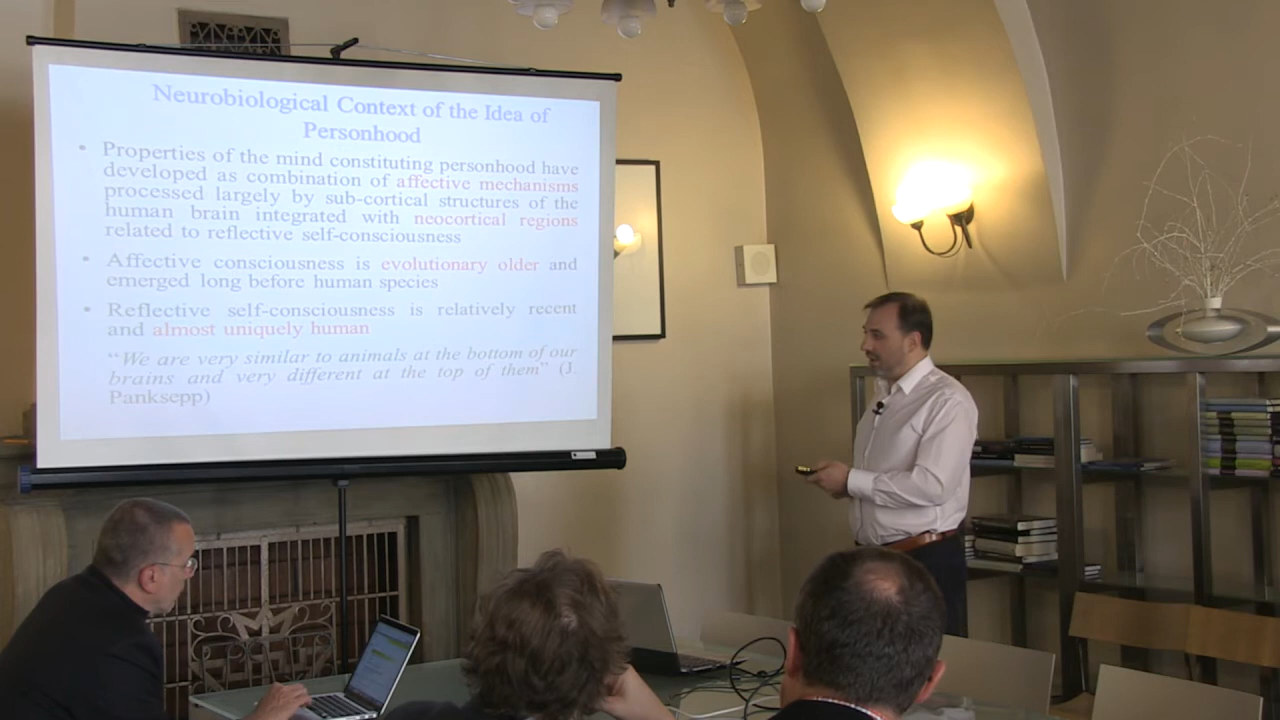 Neurobiological Context of the Idea of
Personhood
• Properties of the mind constituting personhood have
developed as combination of affective mechanisms
processed largely by sub-cortical structures of the
human brain integrated with neocortical regions
related to reflective self-consciousness
• Affective consciousness is evolutionary older and
emerged long before human species
• Reflective self-consciousness is relatively recent
and almost uniquely human
“We are very similar to animals at the bottom of our
brains and very different at the top of them” (J.
Panksepp)